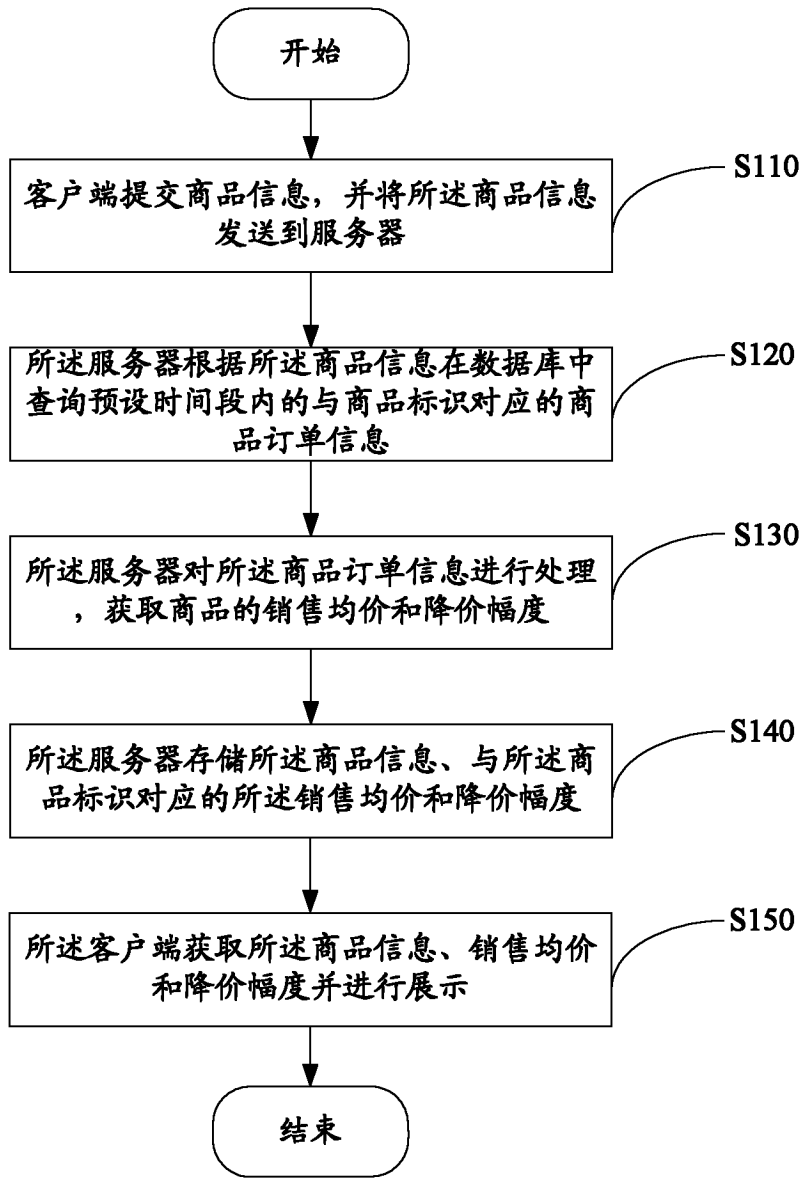 开始
客户端提交商品信息，并将所述商品信息
发送到服务器
S110
所述服务器根据所述商品信息在数据库中
查询预设时间段内的与商品标识对应的商
品订单信息
S120
所述服务器对所述商品订单信息进行处理
，获取商品的销售均价和降价幅度
S130
所述服务器存储所述商品信息、与所述商
品标识对应的所述销售均价和降价幅度
S140
所述客户端获取所述商品信息、销售均价
和降价幅度并进行展示
S150
结束